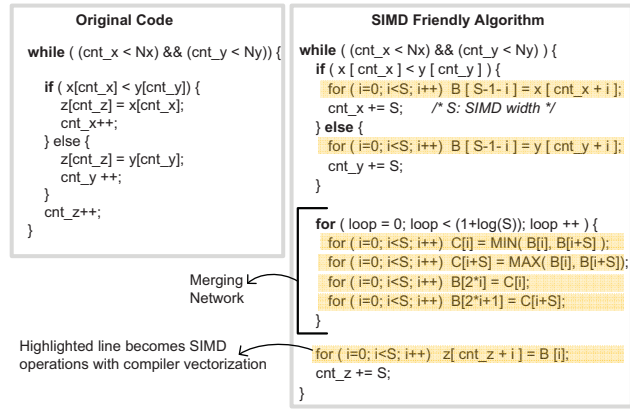 Original Code
while ( (cnt_x < Nx) && (cnt_y < Ny)) {
if ( x[cnt_x] < y[cnt_y]) {
z[cnt_z] = x[cnt_x];
cnt_x++;
} else {
z[cnt_z] = y[cnt_y];
cnt_y ++;
}
cnt_z++;
}
SIMD Friendly Algorithm
while ( (cnt_x < Nx) && (cnt_y < Ny) ) {
if ( x [ cnt_x ] < y [ cnt_y ] ) {
for ( i=0; i<S; i++) B [ S-1- i ] = x [ cnt_x + i ];
cnt_x += S; /* S: SIMD width */
} else {
for ( i=0; i<S; i++) B [ S-1- i ] = y [ cnt_y + i ];
cnt_y += S;
}
for ( loop = 0; loop < (1+log(S)); loop ++ ) {
for ( i=0; i<S; i++) C[i] = MIN( B[i], B[i+S] );
for ( i=0; i<S; i++) C[i+S] = MAX( B[i], B[i+S]);
for ( i=0; i<S; i++) B[2*i] = C[i];
for ( i=0; i<S; i++) B[2*i+1] = C[i+S];
}
for ( i=0; i<S; i++) z[ cnt_z + i ] = B [i];
cnt_z += S;
}
Merging
Network
Highlighted line becomes SIMD
operations with compiler vectorization